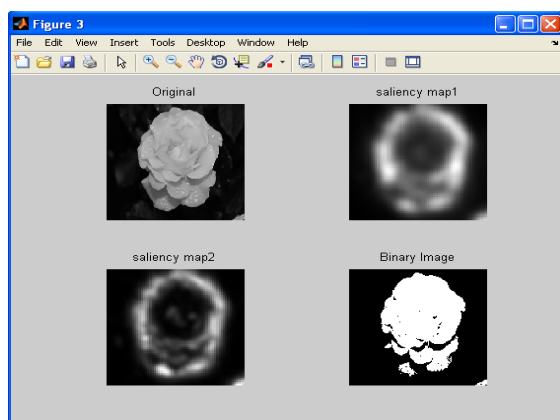 Figure 3
File Edit View Insert Tools Desktop Window Help
Original saliency map1
saliency map2 Binary Image